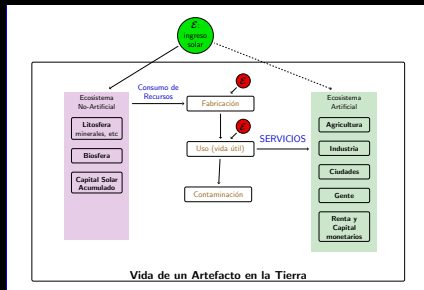 ℰ:
ingreso
solar
Ecosistema
No-Artificial
Litosfera
minerales, etc
Biosfera
Capital Solar
Acumulado
Consumo de
Recursos
ℰ
Fabricación
ℰ
Uso (vida útil)
SERVICIOS
Contaminación
Ecosistema
Artificial
Agricultura
Industria
Ciudades
Gente
Renta y
Capital
monetarios
Vida de un Artefacto en la Tierra